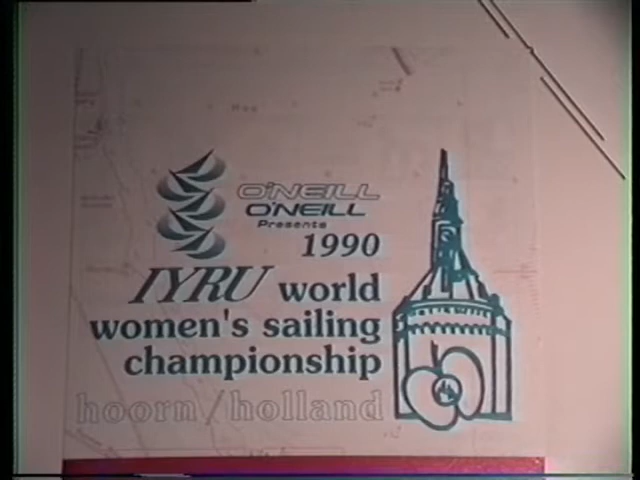 O'NEILL
O'NEILL
Presents
1990
IYRU world
women's sailing
championship
hoorn/holland